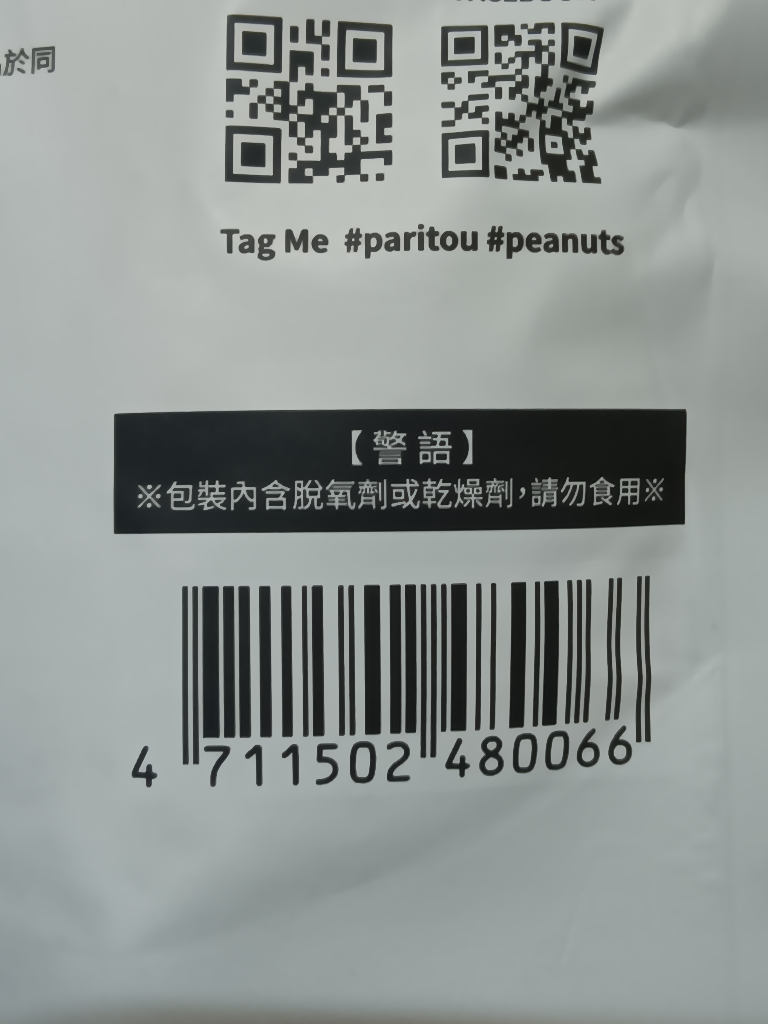 於同
Tag Me #paritou #peanuts
【警語】
※包裝內含脫氧劑或乾燥劑，請勿食用※
4 711502 480066